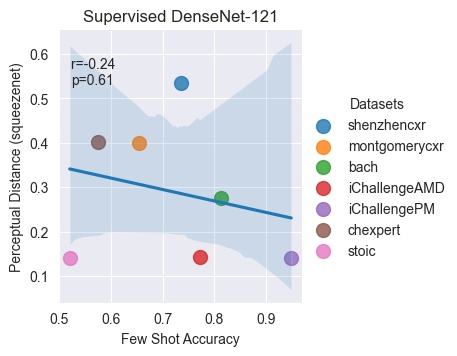 Supervised DenseNet-121
r=-0.24
p=0.61
0.6
0.5
0.4
0.3
0.2
0.1
Perceptual Distance (squeezenet)
0.5 0.6 0.7 0.8 0.9
Few Shot Accuracy
Datasets
shenzhencxr
montgomerycxr
bach
iChallengeAMD
iChallengePM
chexpert
stoic